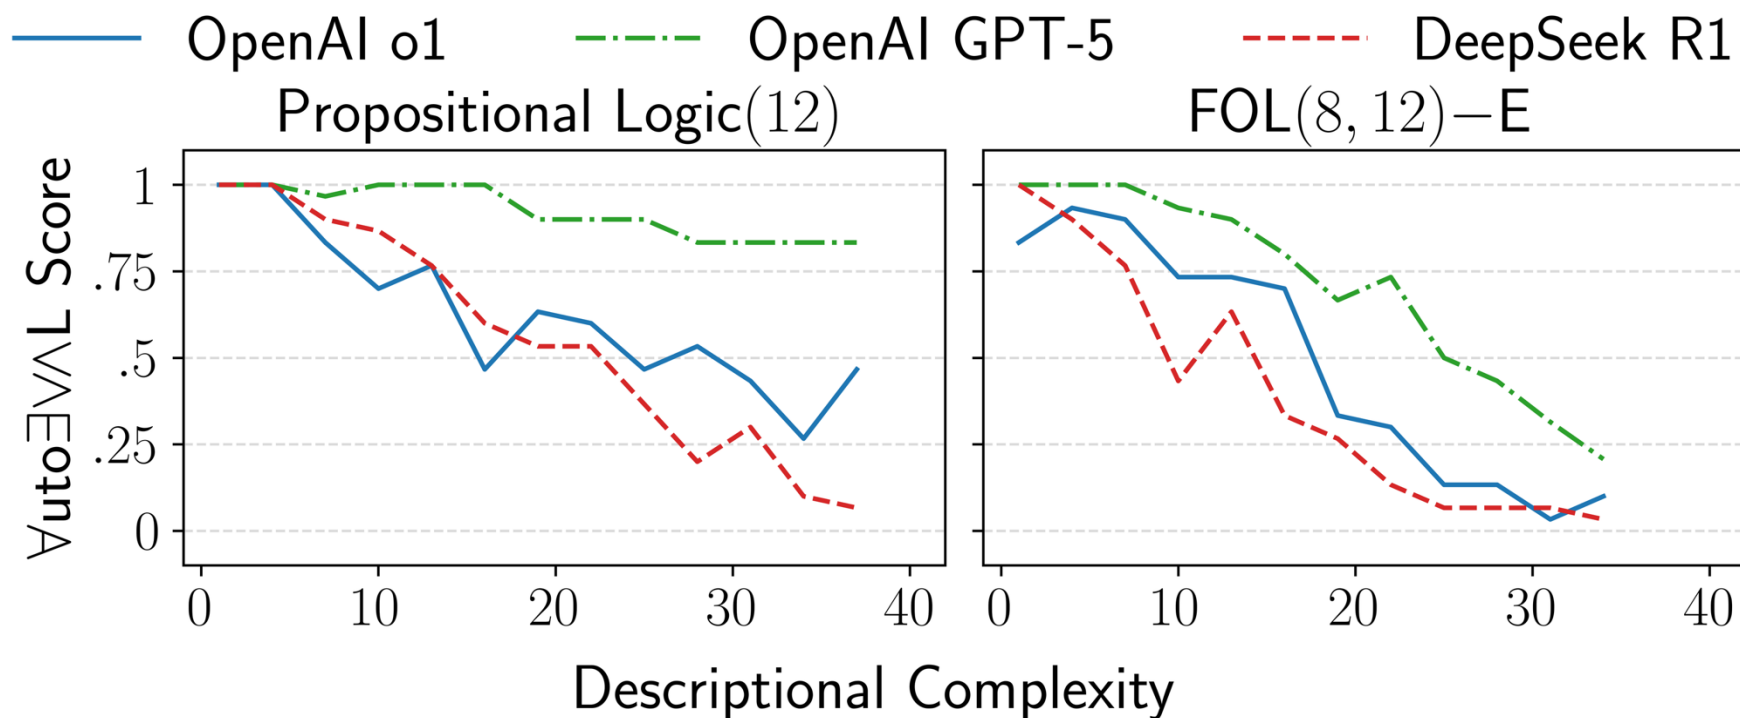 OpenAI o1 OpenAI GPT-5 DeepSeek R1
Propositional Logic(12) FOL(8, 12)−E
∀uto∃∨∧L Score
1
.75
.5
.25
0
0 10 20 30 40 0 10 20 30 40
Descriptional Complexity